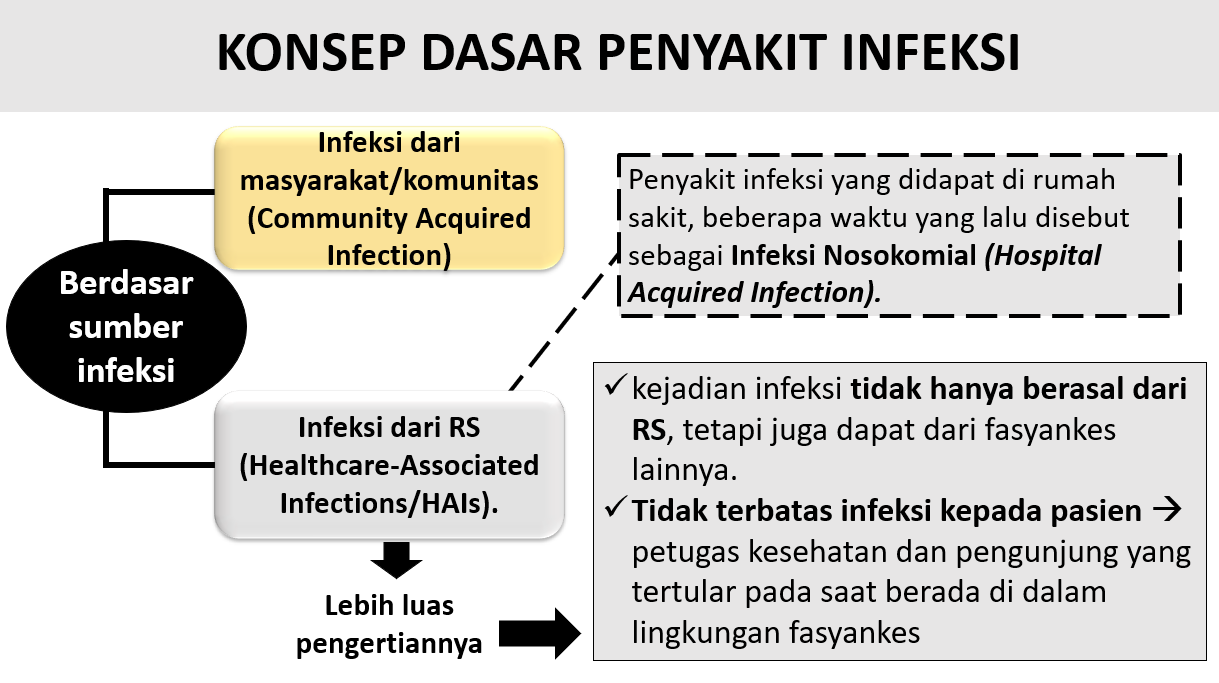 KONSEP DASAR PENYAKIT INFEKSI
Infeksi dari
masyarakat/komunitas
(Community Acquired
Infection)
Berdasar
sumber
infeksi
Penyakit infeksi yang didapat di rumah
sakit, beberapa waktu yang lalu disebut
sebagai Infeksi Nosokomial (Hospital
Acquired Infection).
Infeksi dari RS
(Healthcare-Associated
Infections/HAIs).
Lebih luas
pengertiannya
✓ kejadian infeksi tidak hanya berasal dari
RS, tetapi juga dapat dari fasyankes
lainnya.
✓ Tidak terbatas infeksi kepada pasien →
petugas kesehatan dan pengunjung yang
tertular pada saat berada di dalam
lingkungan fasyankes